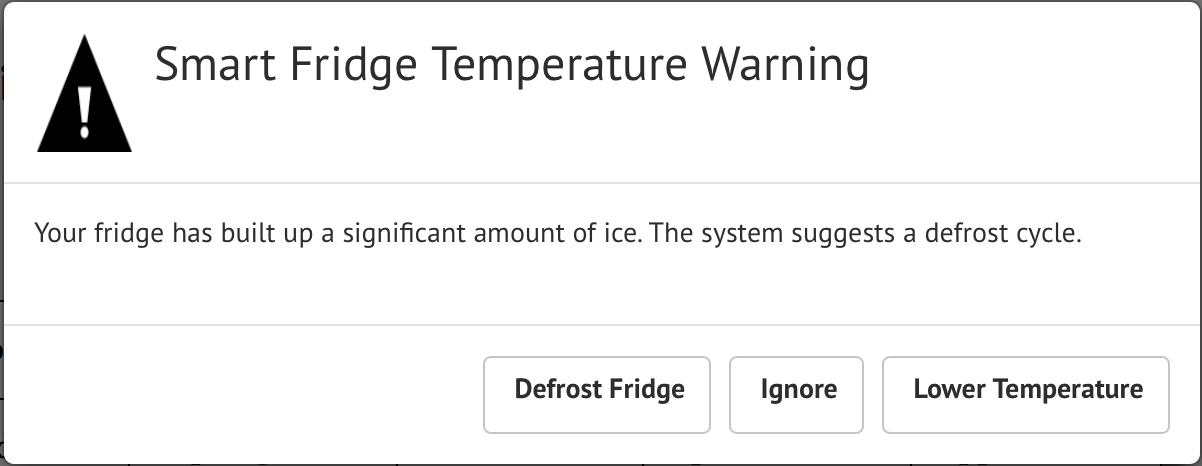 Smart Fridge Temperature Warning
Your fridge has built up a significant amount of ice. The system suggests a defrost cycle.
Defrost Fridge Ignore Lower Temperature